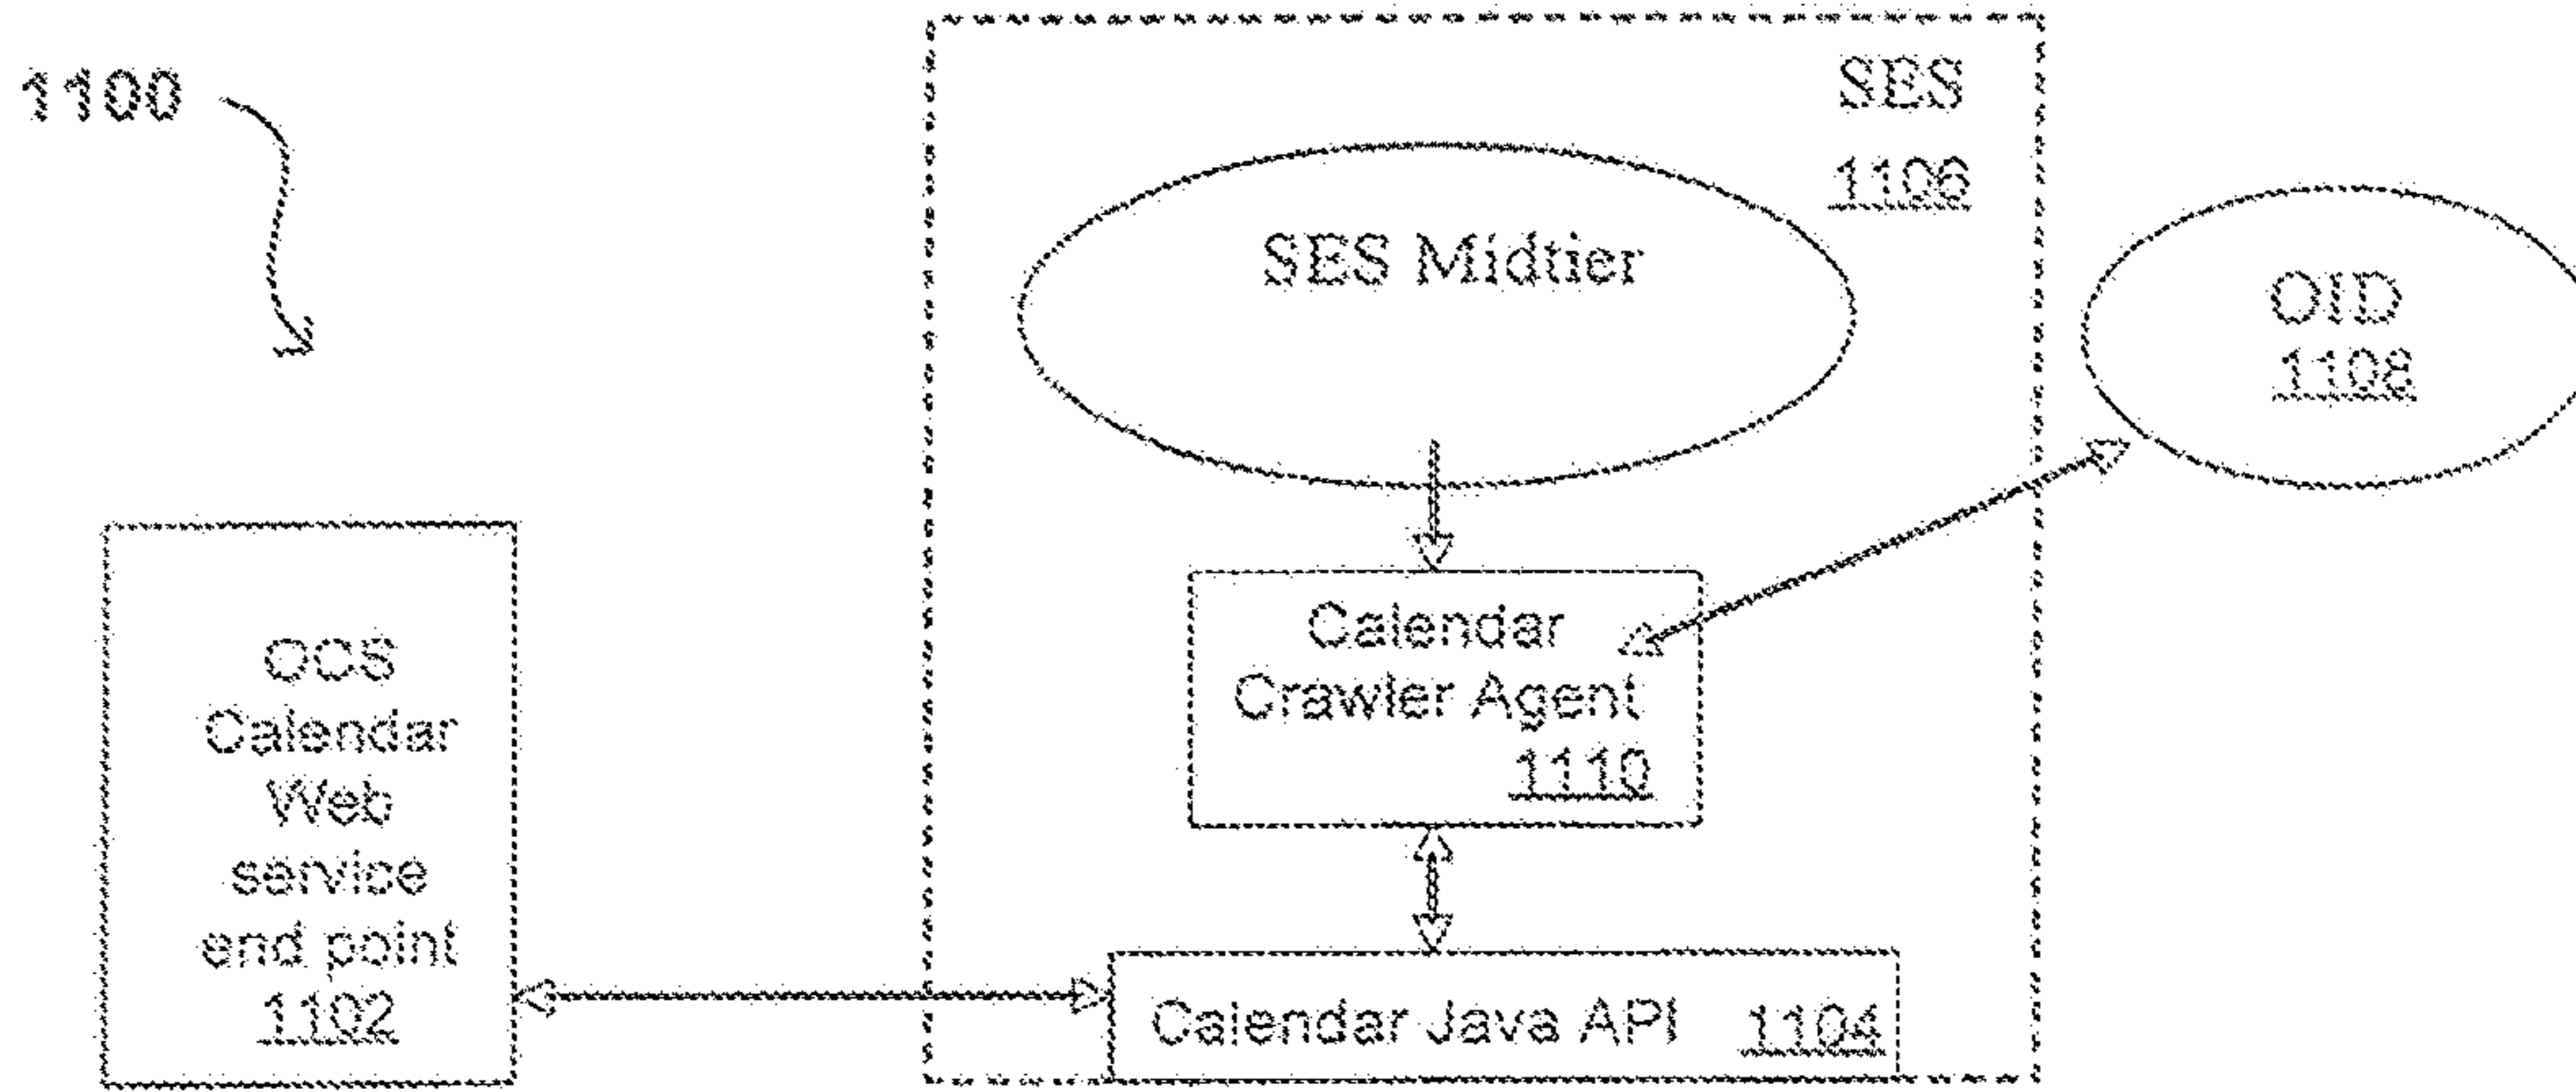 1100
SES
1106
SES Midtier
OID
1108
Calendar
Crawler Agent
1110
OCS
Calendar
Web
service
end point
1102
Calendar Java API 1104